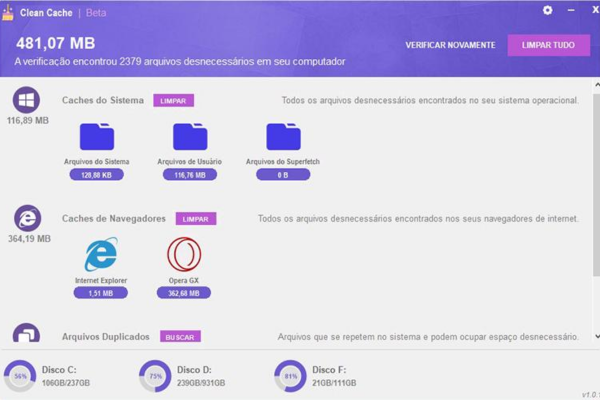 Clean Cache | Beta
481,07 MB
A verificação encontrou 2379 arquivos desnecessários em seu computador
VERIFICAR NOVAMENTE
LIMPAR TUDO
116,89 MB
Caches do Sistema
LIMPAR
Todos os arquivos desnecessários encontrados no seu sistema operacional.
Arquivos do Sistema
Arquivos de Usuário
Arquivos do Superfetch
128,88 KB
116,76 MB
0 B
364,19 MB
Caches de Navegadores
LIMPAR
Todos os arquivos desnecessários encontrados nos seus navegadores de internet.
Internet Explorer
Opera GX
1,51 MB
362,68 MB
Arquivos Duplicados
BUSCAR
Arquivos que se repetem no sistema e podem ocupar espaço desnecessário.
56%
Disco C:
106GB/237GB
75%
Disco D:
239GB/931GB
81%
Disco F:
21GB/111GB